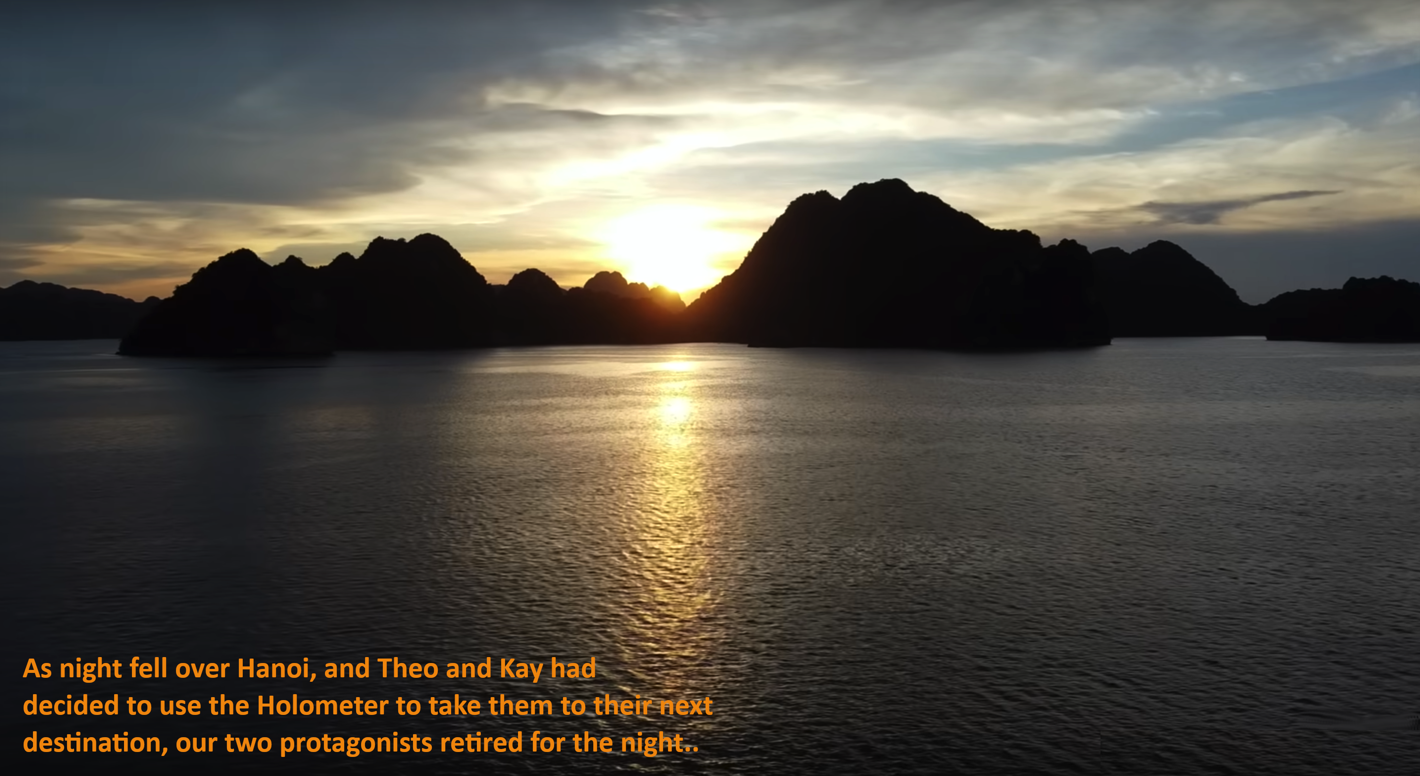 As night fell over Hanoi, and Theo and Kay had
decided to use the Holometer to take them to their next
destination, our two protagonists retired for the night..